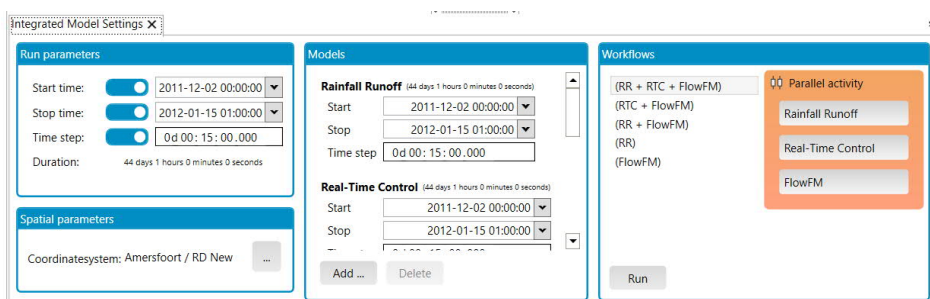 Integrated Model Settings X
Run parameters
Start time: 2011-12-02 00:00:00
Stop time: 2012-01-15 01:00:00
Time step: 0d 00:15:00.000
Duration: 44 days 1 hours 0 minutes 0 seconds
Spatial parameters
Coordinatesystem: Amersfoort / RD New ...
Models
Rainfall Runoff (44 days 1 hours 0 minutes 0 seconds)
Start 2011-12-02 00:00:00
Stop 2012-01-15 01:00:00
Time step 0d 00:15:00.000
Real-Time Control (44 days 1 hours 0 minutes 0 seconds)
Start 2011-12-02 00:00:00
Stop 2012-01-15 01:00:00
Add ... Delete
Workflows
(RR + RTC + FlowFM)
(RTC + FlowFM)
(RR + FlowFM)
(RR)
(FlowFM)
Parallel activity
Rainfall Runoff
Real-Time Control
FlowFM
Run